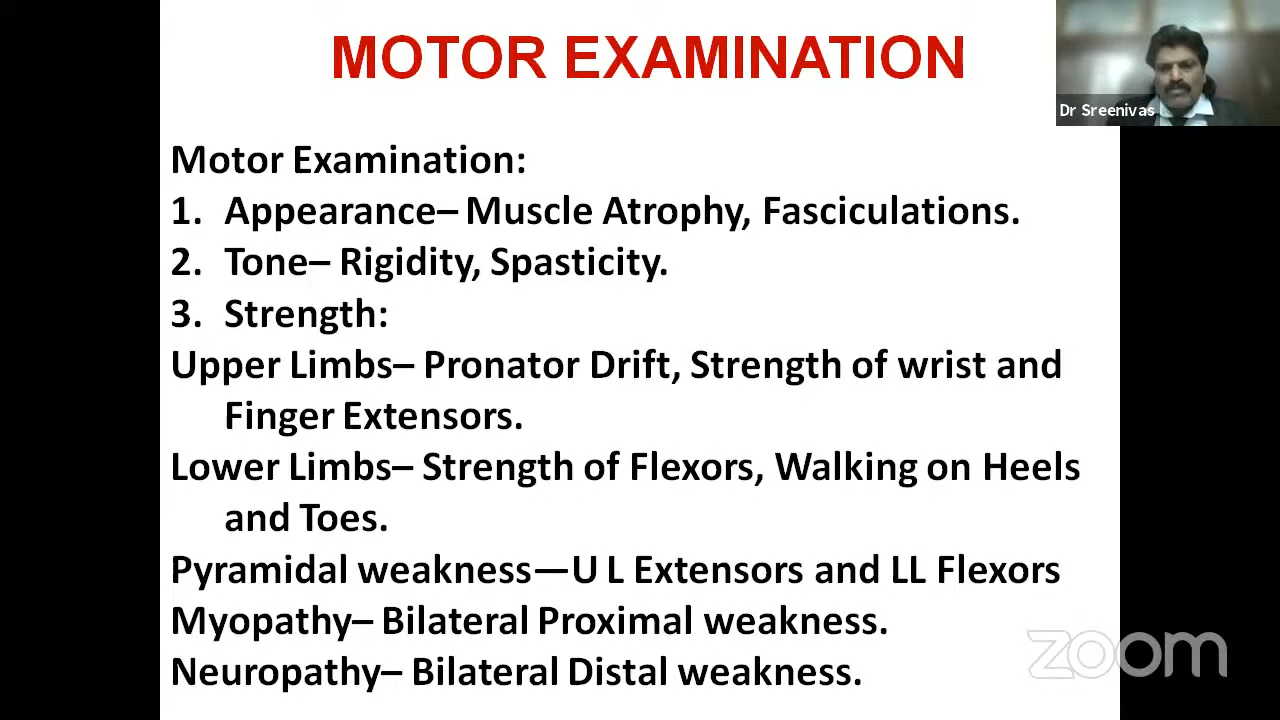 MOTOR EXAMINATION
Dr Sreenivas
Motor Examination:
1. Appearance– Muscle Atrophy, Fasciculations.
2. Tone– Rigidity, Spasticity.
3. Strength:
Upper Limbs– Pronator Drift, Strength of wrist and
Finger Extensors.
Lower Limbs– Strength of Flexors, Walking on Heels
and Toes.
Pyramidal weakness—U L Extensors and LL Flexors
Myopathy– Bilateral Proximal weakness.
Neuropathy– Bilateral Distal weakness.
zoom